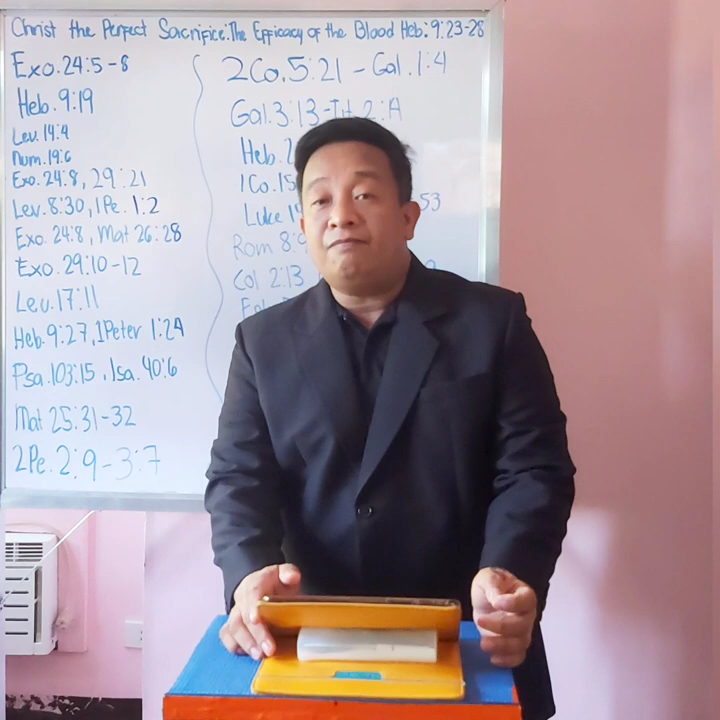 Christ the Perfect Sacrifice: The Efficacy of the Blood Heb: 9:23-28
Exo. 24:5-8
Heb. 9:19
Lev. 14:4
Num. 19:6
Exo. 24:8, 29:21
Lev. 8:30, 1Pe. 1:2
Exo. 24:8, Mat 26:28
Exo. 29:10-12
Lev. 17:11
Heb. 9:27, 1Peter 1:24
Psa. 103:15, Isa. 40:6
Mat 25:31-32
2Pe. 2:9-3:7
2Co. 5:21 - Gal. 1:4
Gal. 3:13
Heb.
1Co.
Luke 53
Rom 8:
Col 2:13